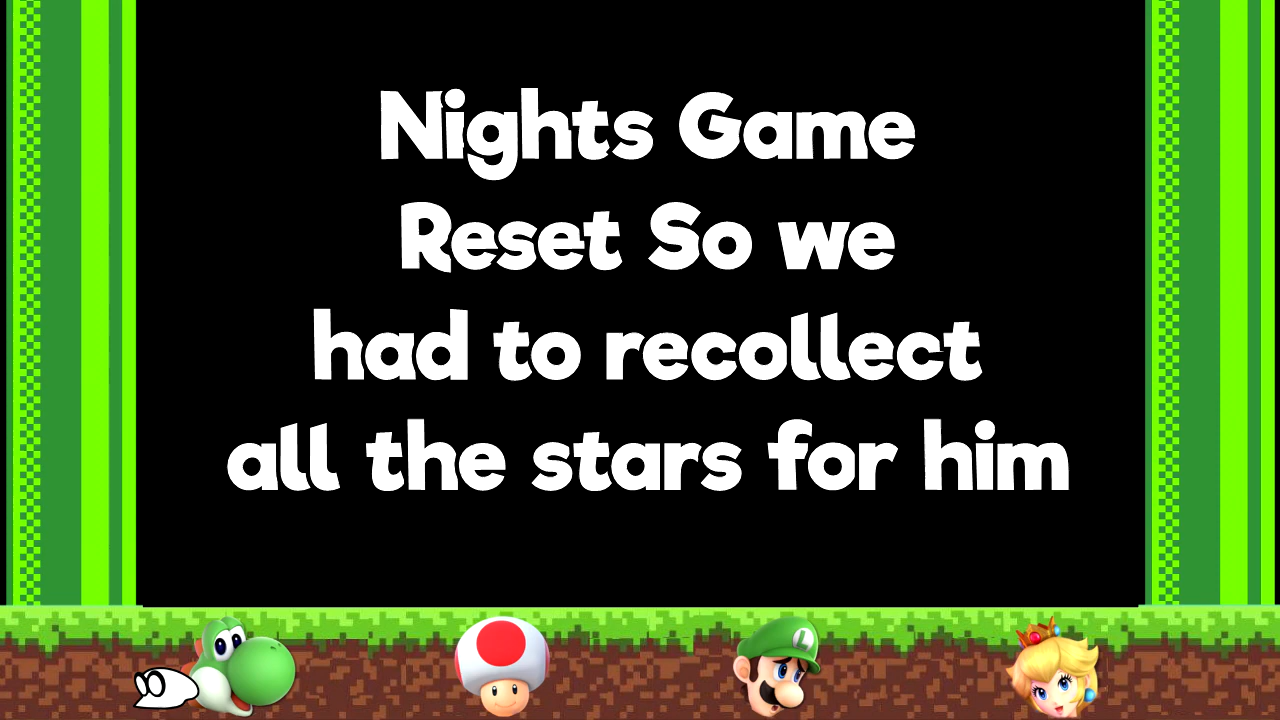 Nights Game
Reset So we
had to recollect
all the stars for him
L